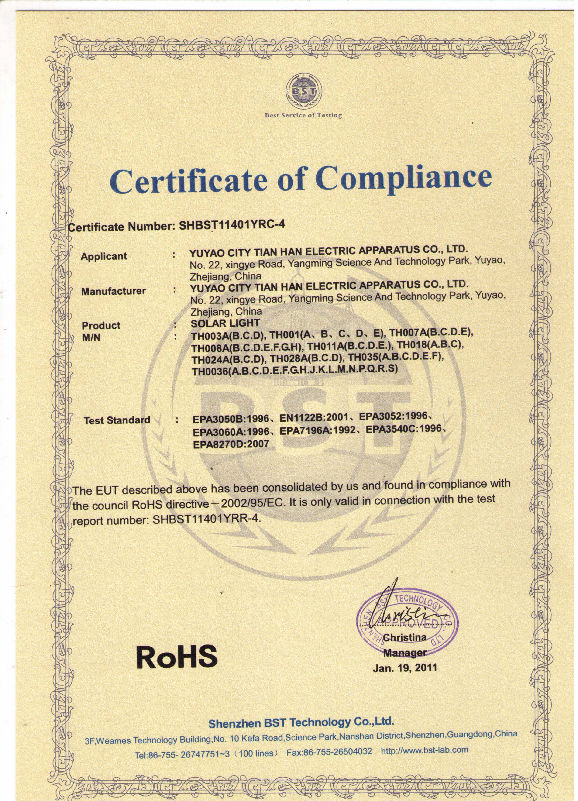 BST
Best Service of Testing
Certificate of Compliance
Certificate Number: SHBST11401YRC-4
Applicant : YUYAO CITY TIAN HAN ELECTRIC APPARATUS CO., LTD.
No. 22, xingye Road, Yangming Science And Technology Park, Yuyao,
Zhejiang, China
Manufacturer : YUYAO CITY TIAN HAN ELECTRIC APPARATUS CO., LTD.
No. 22, xingye Road, Yangming Science And Technology Park, Yuyao,
Zhejiang, China
Product : SOLAR LIGHT
M/N : TH003A(B.C.D), TH001(A、B、C、D、E), TH007A(B.C.D.E),
TH008A(B.C.D.E.F.G.H), TH011A(B.C.D.E.), TH018(A.B,C),
TH024A(B.C.D), TH028A(B.C.D), TH035(A.B.C.D.E.F),
TH0036(A.B.C.D.E.F.G.H.J.K.L.M.N.P.Q.R.S)
BST
Test Standard : EPA3050B:1996、EN1122B:2001、EPA3052:1996、
EPA3060A:1996、EPA7196A:1992、EPA3540C:1996、
EPA8270D:2007
The EUT described above has been consolidated by us and found in compliance with
the council RoHS directive－2002/95/EC. It is only valid in connection with the test
report number: SHBST11401YRR-4.
TECHNOLOGY
Christina
Manager
Jan. 19, 2011
RoHS
Shenzhen BST Technology Co.,Ltd.
3F,Weames Technology Building,No. 10 Kefa Road,Science Park,Nanshan District,Shenzhen,Guangdong,China
Tel:86-755- 26747751~3（100 lines） Fax:86-755-26504032 http://www.bst-lab.com